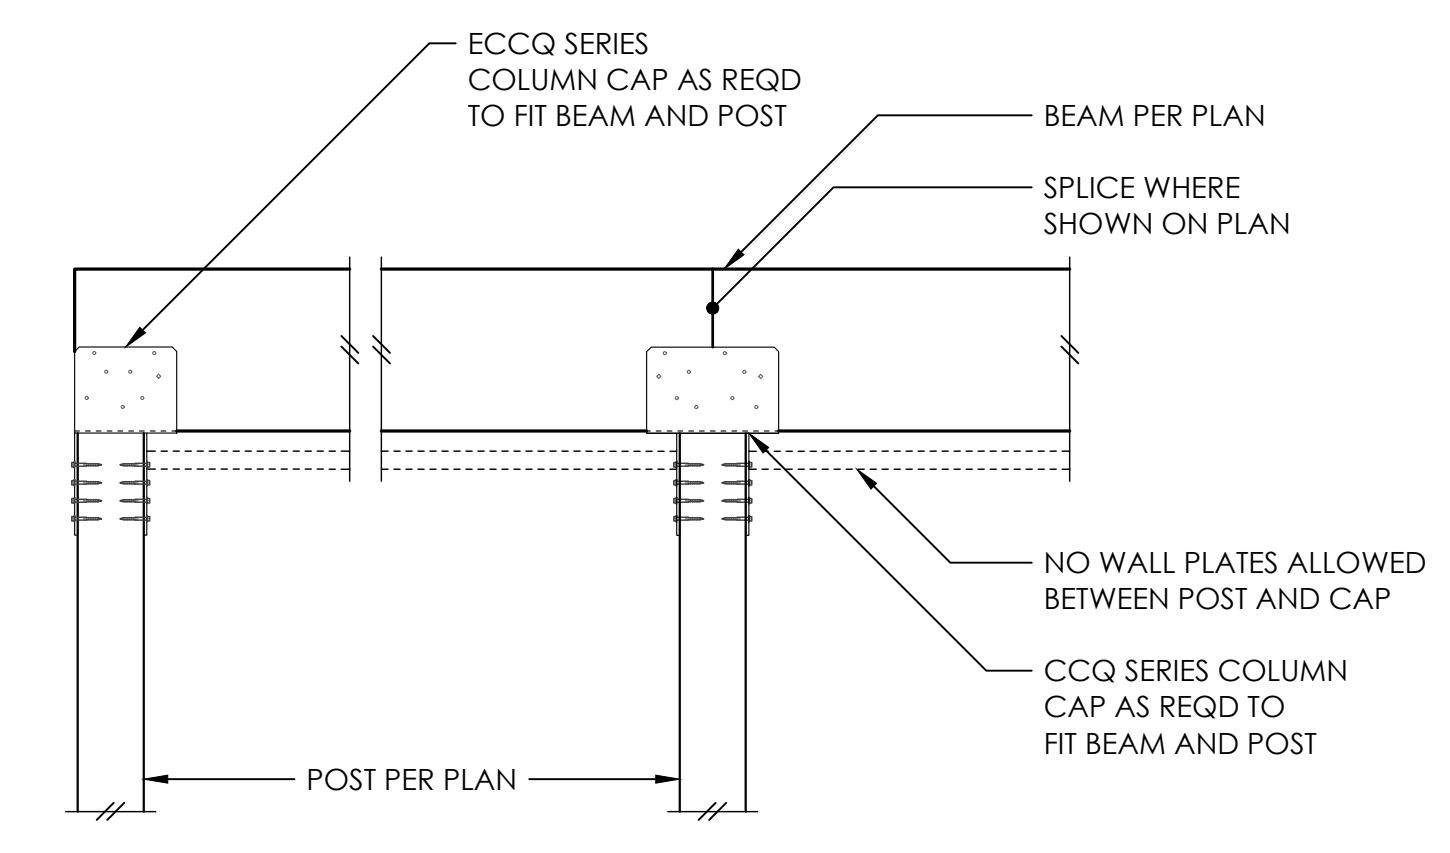 ECCQ SERIES
COLUMN CAP AS REQD
TO FIT BEAM AND POST
BEAM PER PLAN
SPLICE WHERE
SHOWN ON PLAN
NO WALL PLATES ALLOWED
BETWEEN POST AND CAP
CCQ SERIES COLUMN
CAP AS REQD TO
FIT BEAM AND POST
POST PER PLAN